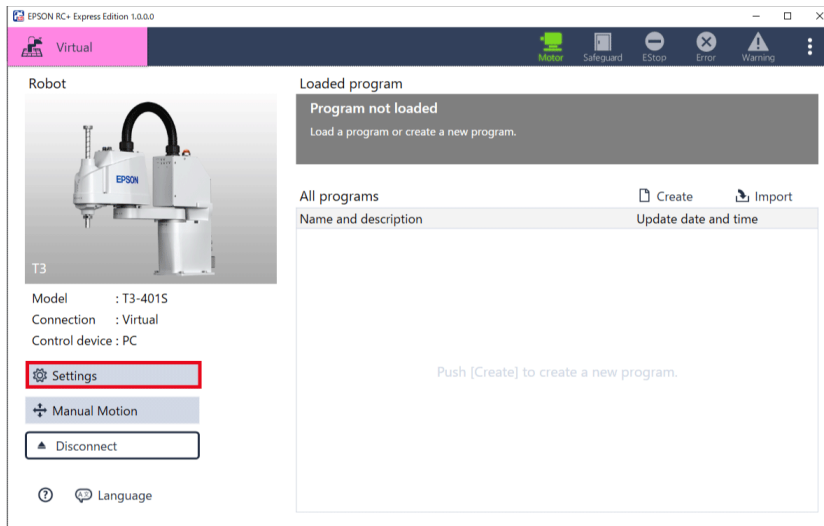 EPSON RC+ Express Edition 1.0.0.0
Virtual
Motor
Safeguard
EStop
Error
Warning
Robot
EPSON
T3
Model : T3-401S
Connection : Virtual
Control device : PC
Settings
Manual Motion
Disconnect
? Language
Loaded program
Program not loaded
Load a program or create a new program.
All programs
Create
Import
Name and description
Update date and time
Push [Create] to create a new program.